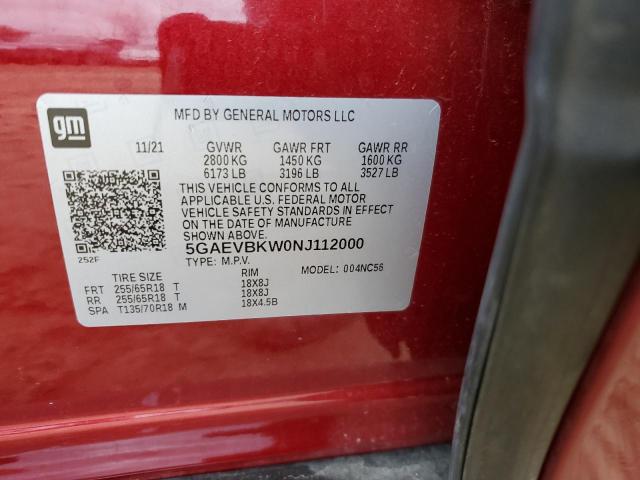 gm
MFD BY GENERAL MOTORS LLC
11/21 GVWR GAWR FRT GAWR RR
2800 KG 1450 KG 1600 KG
6173 LB 3196 LB 3527 LB
THIS VEHICLE CONFORMS TO ALL
APPLICABLE U.S. FEDERAL MOTOR
VEHICLE SAFETY STANDARDS IN EFFECT
ON THE DATE OF MANUFACTURE
SHOWN ABOVE.
5GAEVBKW0NJ112000
252F
TYPE: M.P.V. MODEL: 004NC56
TIRE SIZE RIM
FRT 255/65R18 T 18X8J
RR 255/65R18 T 18X8J
SPA T135/70R18 M 18X4.5B